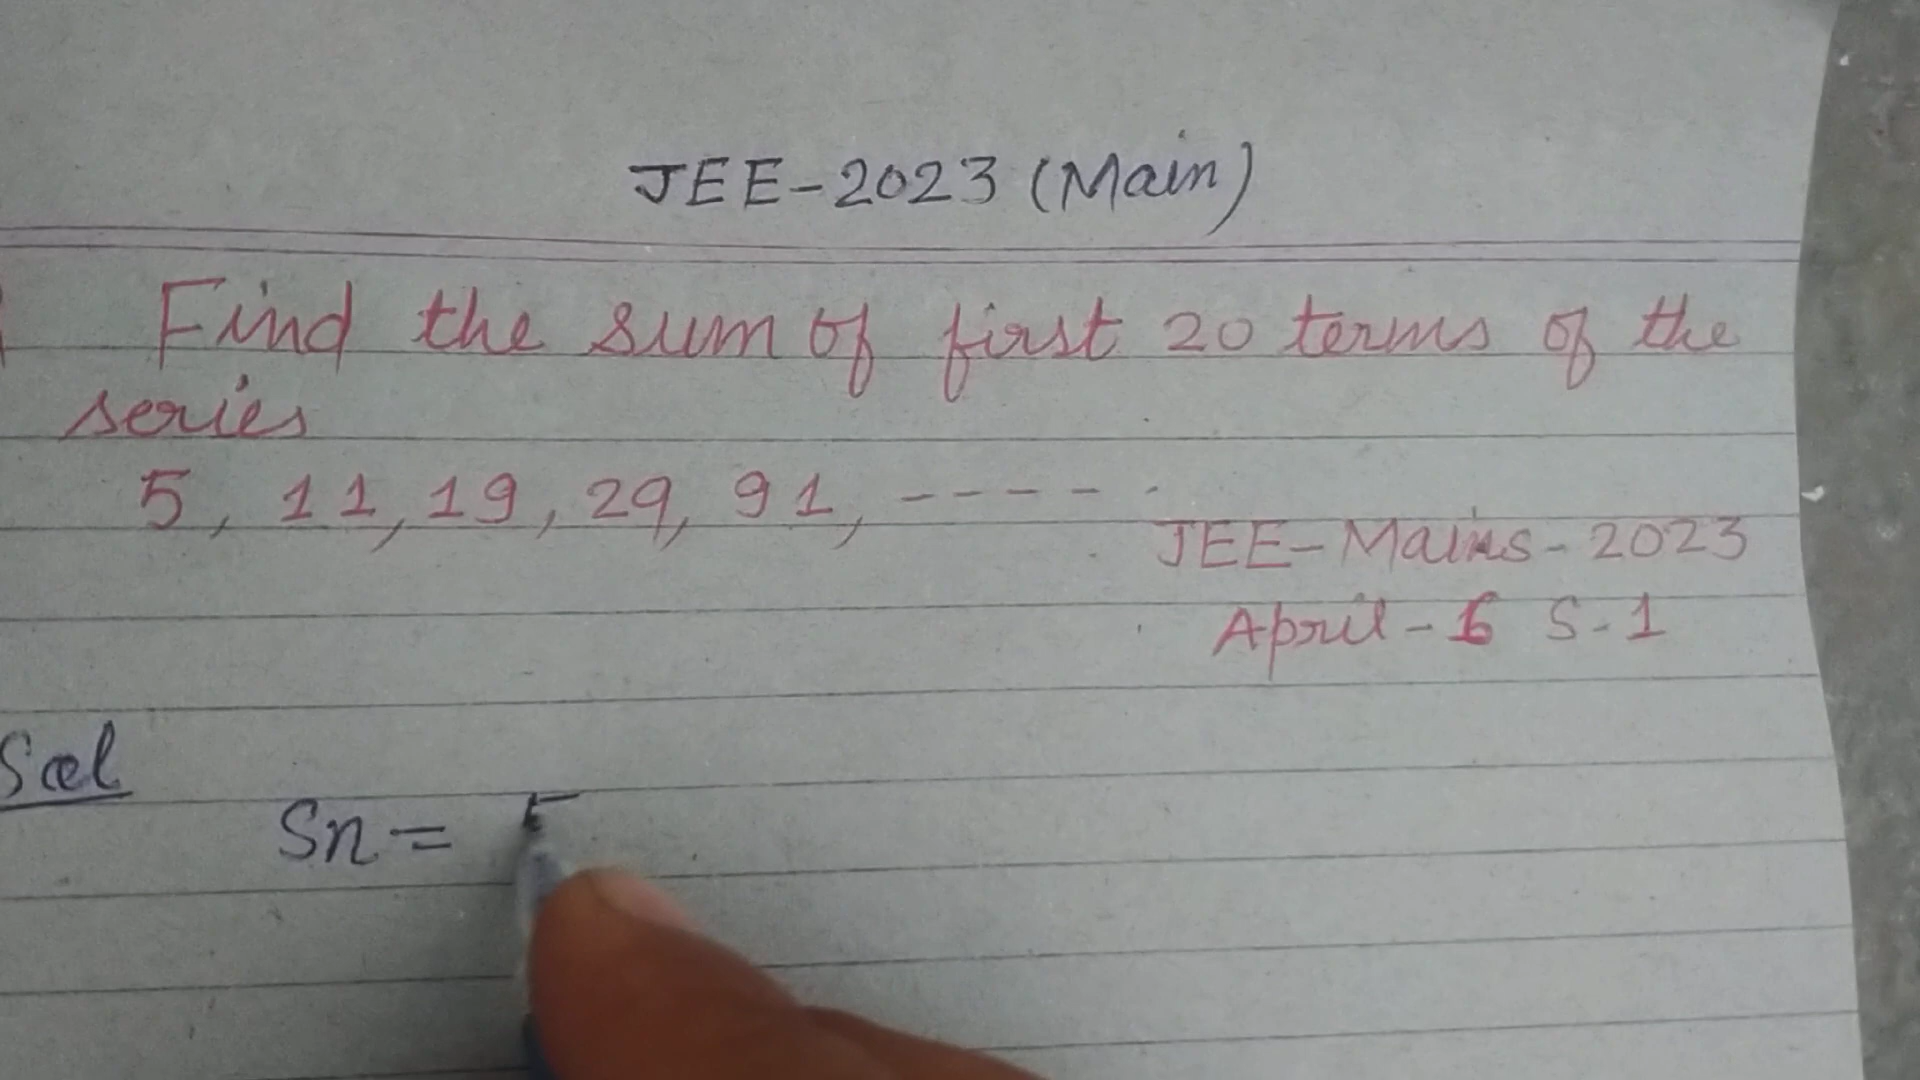 JEE-2023 (Main)
Find the sum of first 20 terms of the
series
5, 11, 19, 29, 91, -----
JEE-Mains-2023
April-6 S-1
Sol
Sn = 5